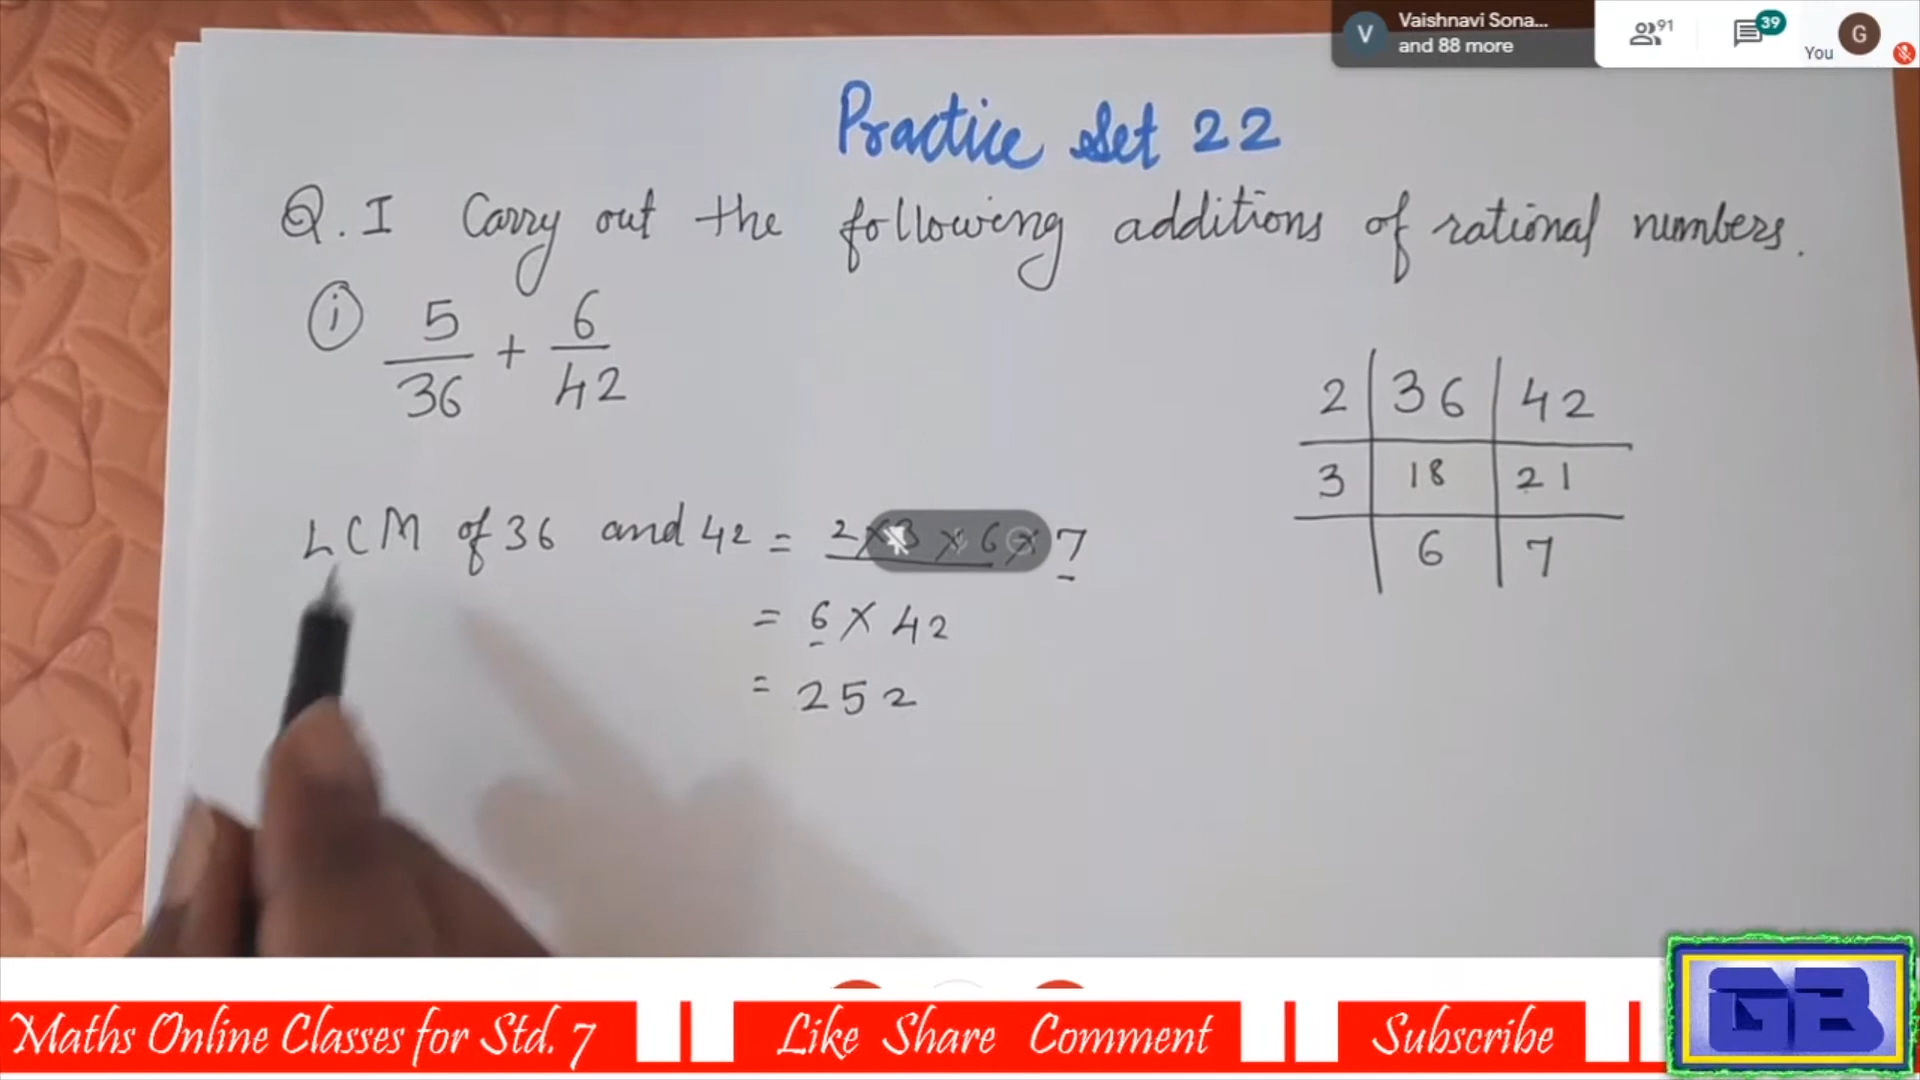 Vaishnavi Sona...
V
and 88 more
91
39
You
G
Practice Set 22
Q.I Carry out the following additions of rational numbers.
i 5/36 + 6/42
2 | 36 | 42
3 | 18 | 21
6 | 7
LCM of 36 and 42 = 2 × 3 × 6 × 7
= 6 × 42
= 252
Maths Online Classes for Std. 7 | Like Share Comment | Subscribe |
GB